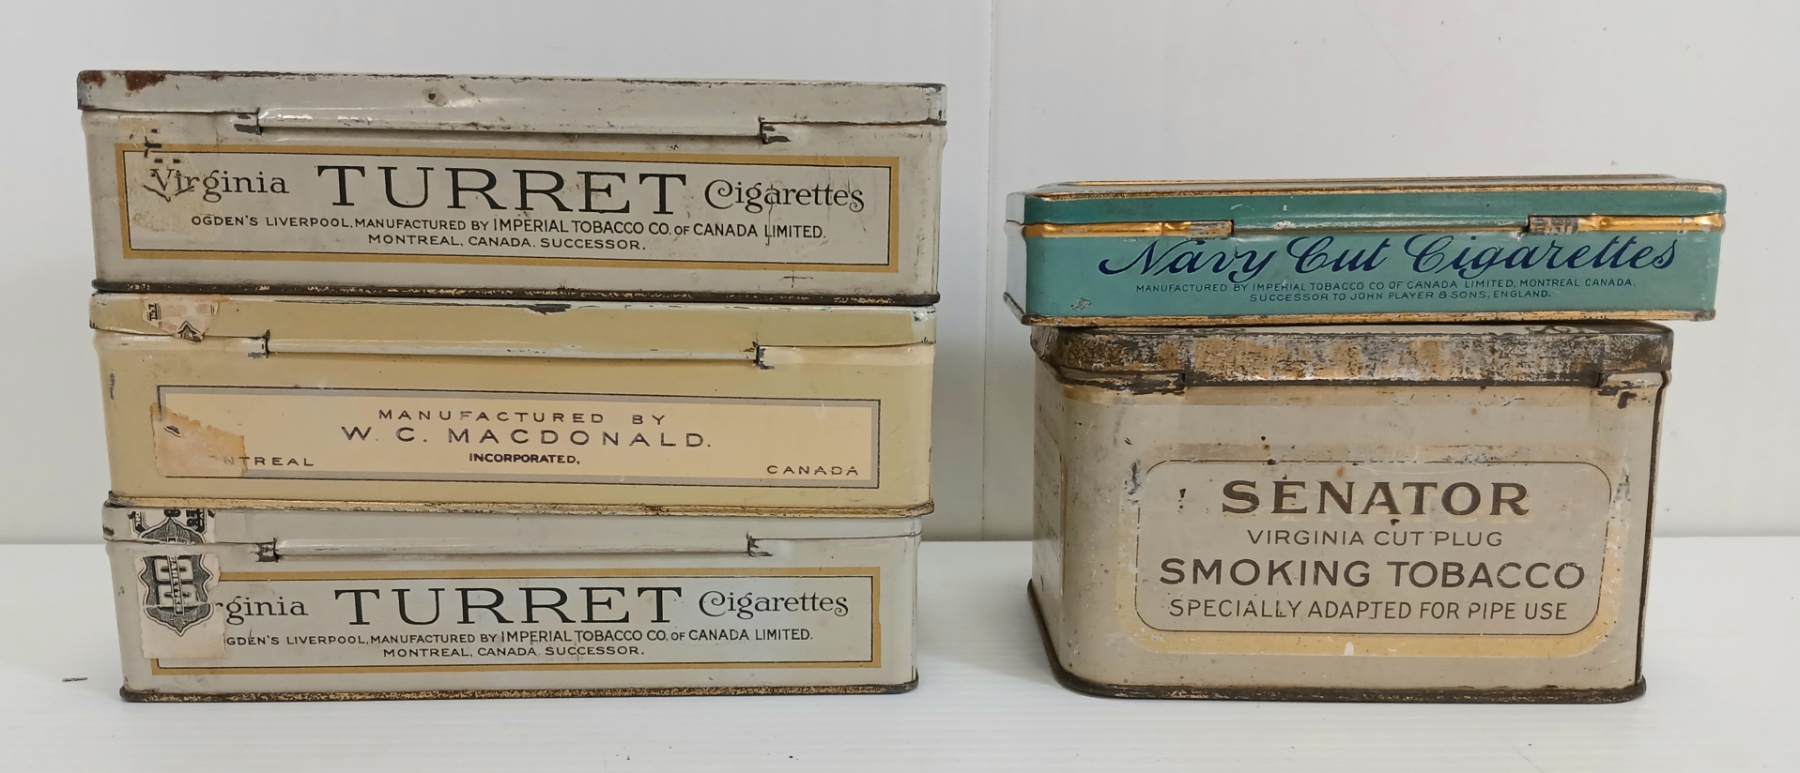 Virginia TURRET Cigarettes
OGDEN'S LIVERPOOL, MANUFACTURED BY IMPERIAL TOBACCO CO. OF CANADA LIMITED.
MONTREAL, CANADA. SUCCESSOR.
MANUFACTURED BY
W. C. MACDONALD.
INCORPORATED,
NTREAL CANADA
rginia TURRET Cigarettes
GDEN'S LIVERPOOL, MANUFACTURED BY IMPERIAL TOBACCO CO. OF CANADA LIMITED.
MONTREAL, CANADA. SUCCESSOR.
Navy Cut Cigarettes
MANUFACTURED BY IMPERIAL TOBACCO CO OF CANADA LIMITED, MONTREAL CANADA.
SUCCESSOR TO JOHN PLAYER & SONS, ENGLAND.
SENATOR
VIRGINIA CUT PLUG
SMOKING TOBACCO
SPECIALLY ADAPTED FOR PIPE USE